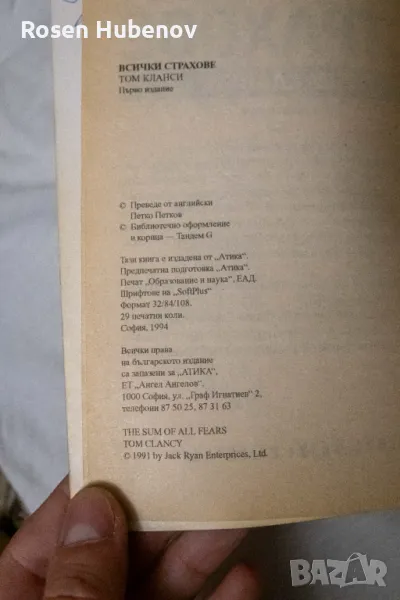 Rosen Hubenov
ВСИЧКИ СТРАХОВЕ
ТОМ КЛАНСИ
Първо издание
© Преведе от английски
Петко Петков
© Библиотечно оформление
и корица — Тандем G
Тази книга е издадена от „Атика“.
Предпечатна подготовка „Атика“.
Печат „Образование и наука“, ЕАД.
Шрифтове на „SoftPlus“
Формат 32/84/108.
29 печатни коли.
София, 1994
Всички права
на българското издание
са запазени за „АТИКА“,
ЕТ „Ангел Ангелов“.
1000 София, ул. „Граф Игнатиев“ 2,
телефони 87 50 25, 87 31 63
THE SUM OF ALL FEARS
TOM CLANCY
© 1991 by Jack Ryan Enterprices, Ltd.
BAZAR
.bg